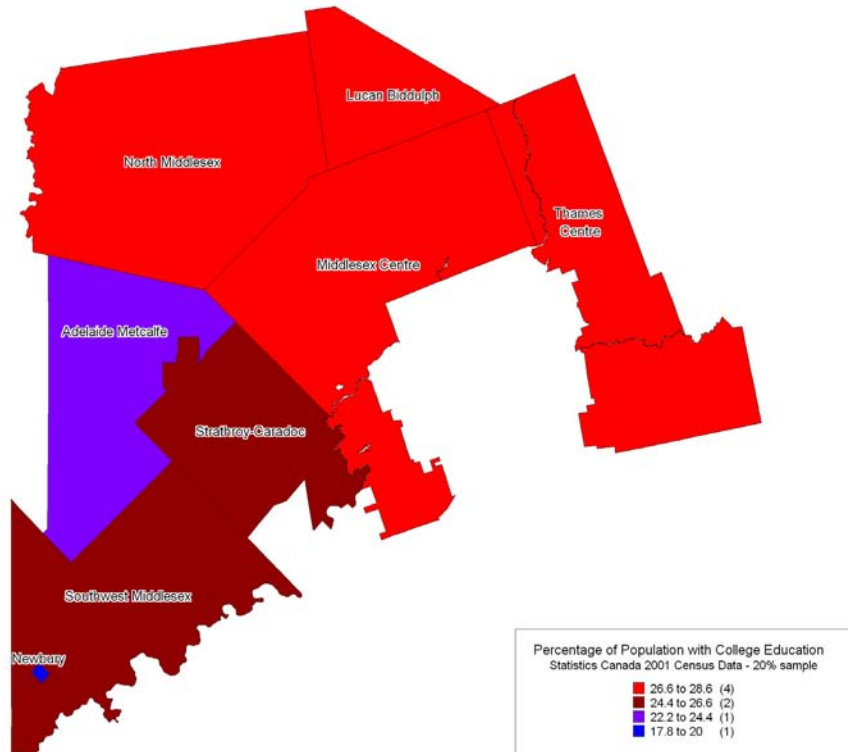 Lucan Biddulph
North Middlesex
Thames
Centre
Middlesex Centre
Adelaide Metcalfe
Strathroy-Caradoc
Southwest Middlesex
Newbury
Percentage of Population with College Education
Statistics Canada 2001 Census Data - 20% sample
26.6 to 28.6 (4)
24.4 to 26.6 (2)
22.2 to 24.4 (1)
17.8 to 20 (1)